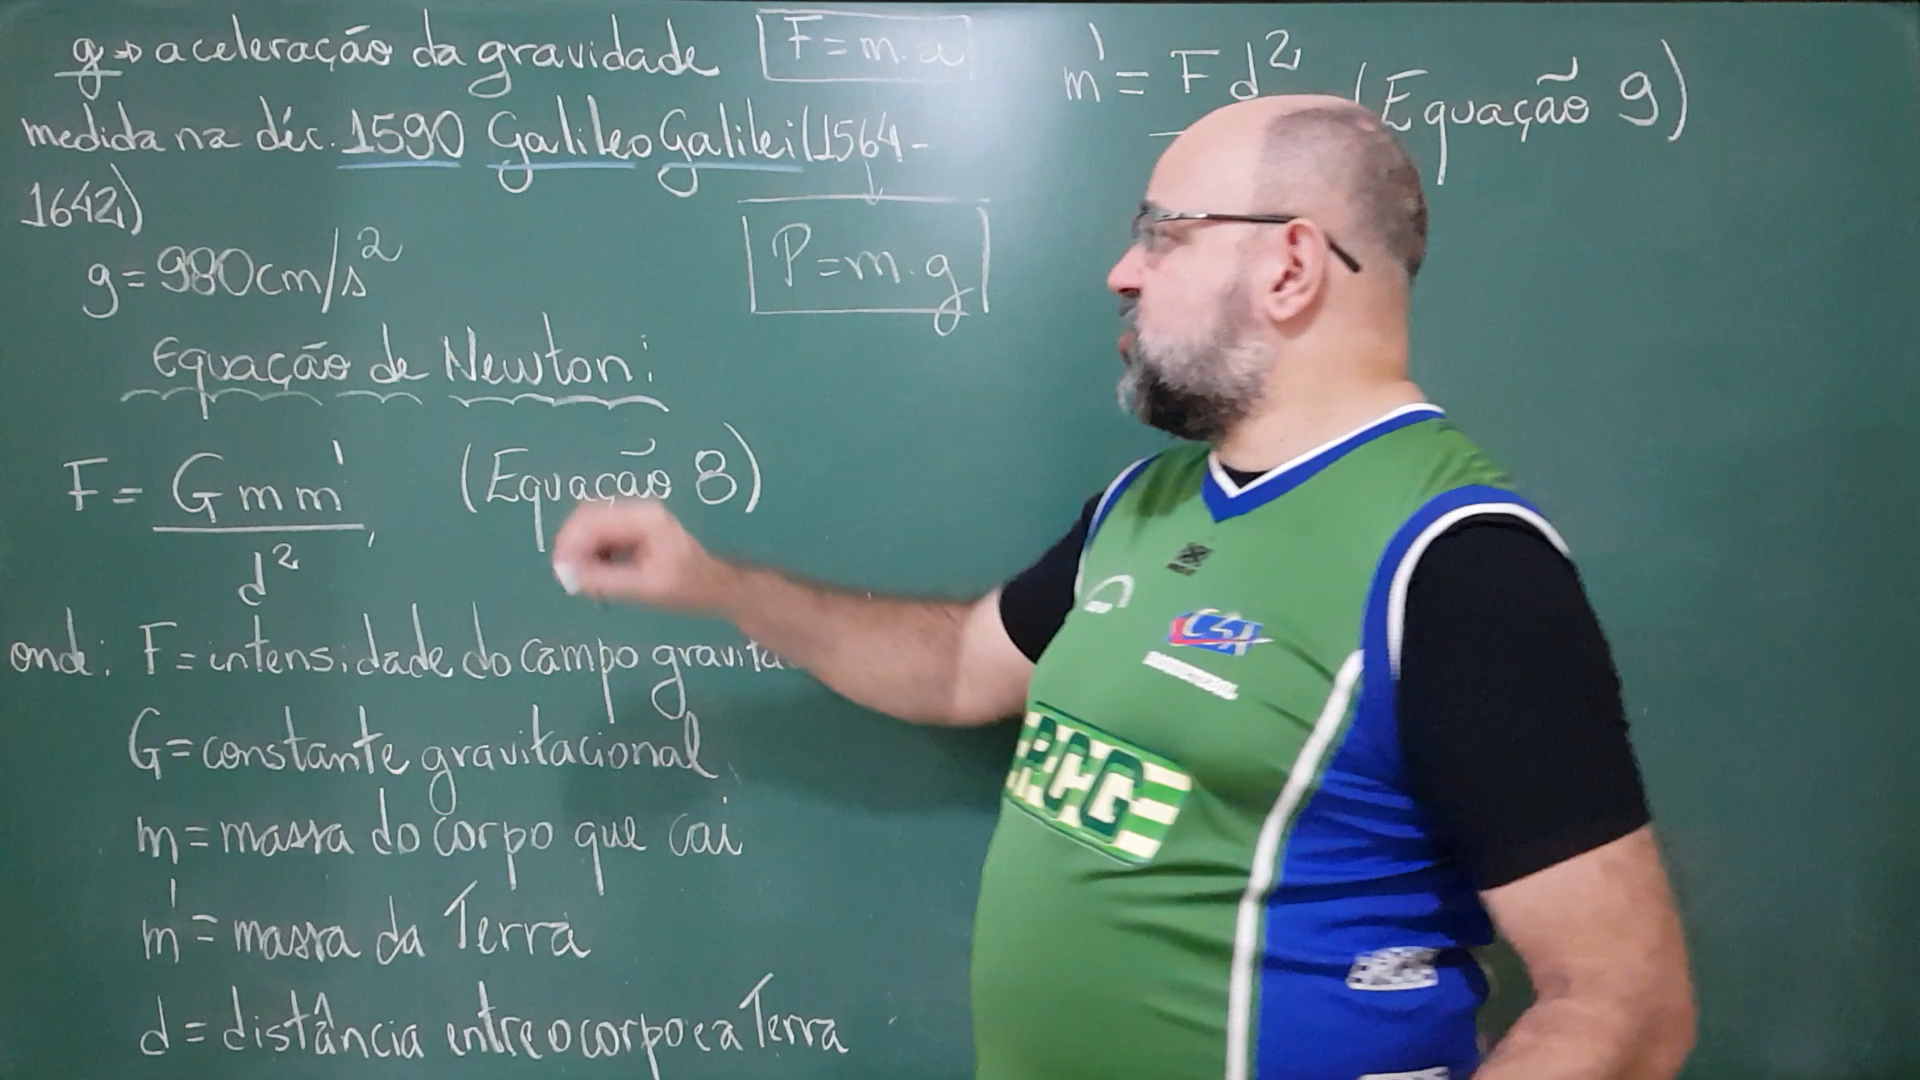 g → aceleração da gravidade
F = m.a
medida na déc. 1590 Galileo Galilei (1564-
1642)
g = 980cm/s²
P = m.g
Equação de Newton:
F = Gmm' / d², (Equação 8)
onde: F = intensidade do campo gravita
G = constante gravitacional
m = massa do corpo que cai
m' = massa da Terra
d = distância entre o corpo e a Terra
m' = Fd² (Equação 9)